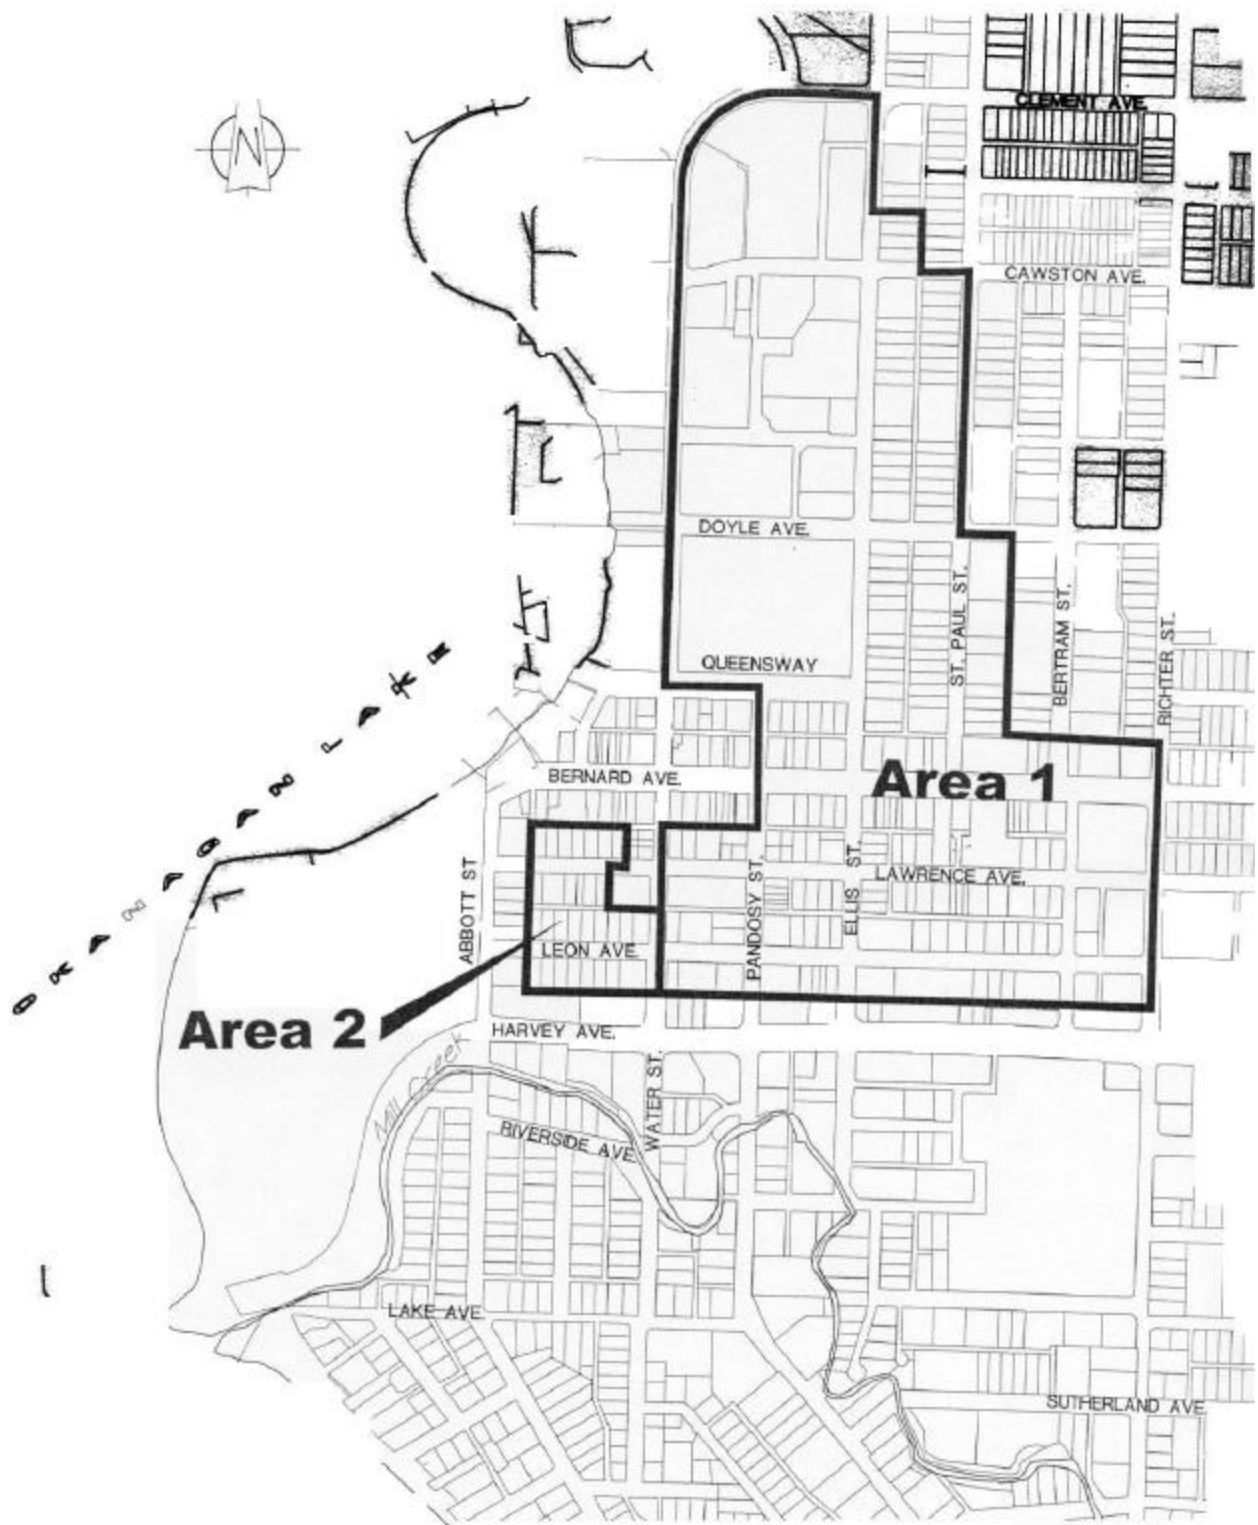 N
CLEMENT AVE.
CAWSTON AVE.
DOYLE AVE.
ST. PAUL ST.
BERTRAM ST.
RICHTER ST.
QUEENSWAY
OKANAGAN LAKE
BERNARD AVE.
Area 1
ABBOTT ST
PANDOSY ST.
ELLIS ST.
LAWRENCE AVE.
LEON AVE.
Area 2
HARVEY AVE.
Mill Creek
WATER ST.
RIVERSIDE AVE.
LAKE AVE.
SUTHERLAND AVE.